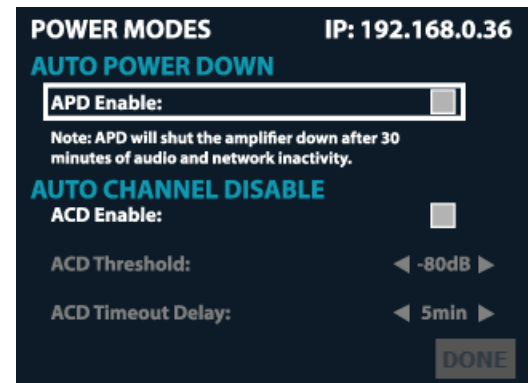 POWER MODES IP: 192.168.0.36
AUTO POWER DOWN
APD Enable:
Note: APD will shut the amplifier down after 30
minutes of audio and network inactivity.
AUTO CHANNEL DISABLE
ACD Enable:
ACD Threshold: -80dB
ACD Timeout Delay: 5min
DONE